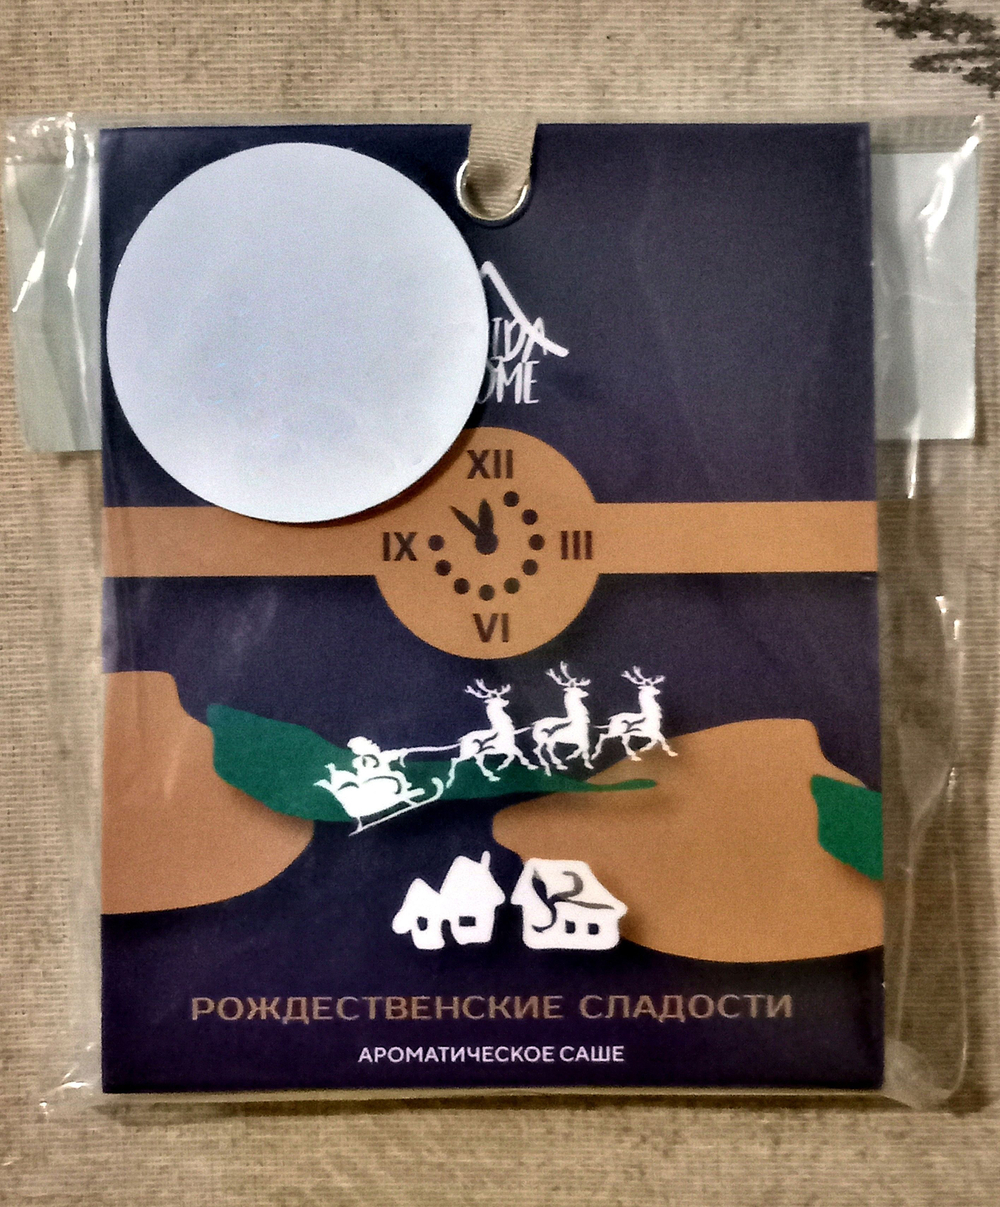 XII
IX III
VI
РОЖДЕСТВЕНСКИЕ СЛАДОСТИ
АРОМАТИЧЕСКОЕ САШЕ